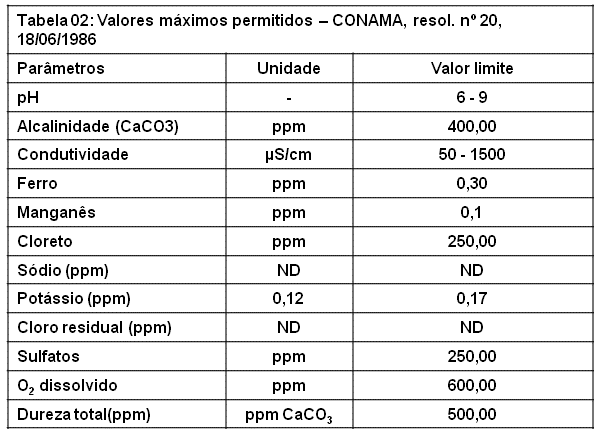 Tabela 02: Valores máximos permitidos – CONAMA, resol. nº 20,
18/06/1986
Parâmetros Unidade Valor limite
pH - 6 - 9
Alcalinidade (CaCO3) ppm 400,00
Condutividade µS/cm 50 - 1500
Ferro ppm 0,30
Manganês ppm 0,1
Cloreto ppm 250,00
Sódio (ppm) ND ND
Potássio (ppm) 0,12 0,17
Cloro residual (ppm) ND ND
Sulfatos ppm 250,00
O₂ dissolvido ppm 600,00
Dureza total(ppm) ppm CaCO₃ 500,00